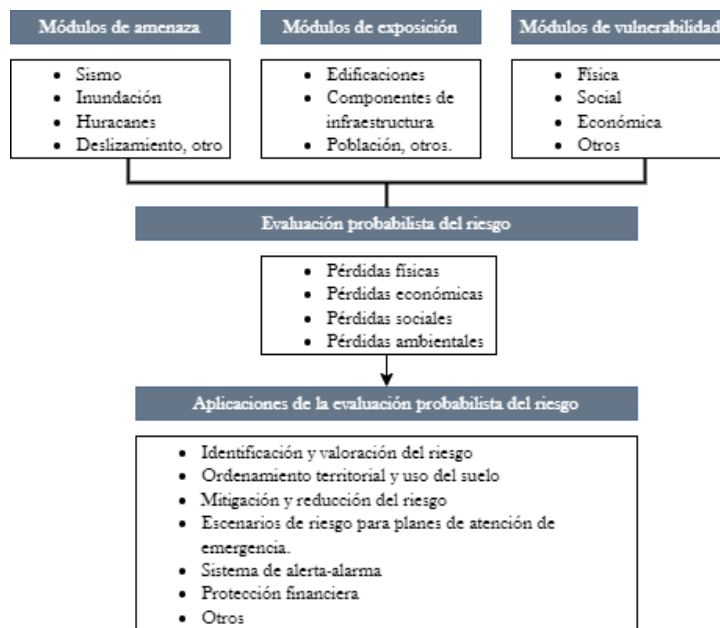 Módulos de amenaza
• Sismo
• Inundación
• Huracanes
• Deslizamiento, otro
Módulos de exposición
• Edificaciones
• Componentes de
infraestructura
• Población, otros.
Módulos de vulnerabilidad
• Física
• Social
• Económica
• Otros
Evaluación probabilista del riesgo
• Pérdidas físicas
• Pérdidas económicas
• Pérdidas sociales
• Pérdidas ambientales
Aplicaciones de la evaluación probabilista del riesgo
• Identificación y valoración del riesgo
• Ordenamiento territorial y uso del suelo
• Mitigación y reducción del riesgo
• Escenarios de riesgo para planes de atención de
emergencia.
• Sistema de alerta-alarma
• Protección financiera
• Otros